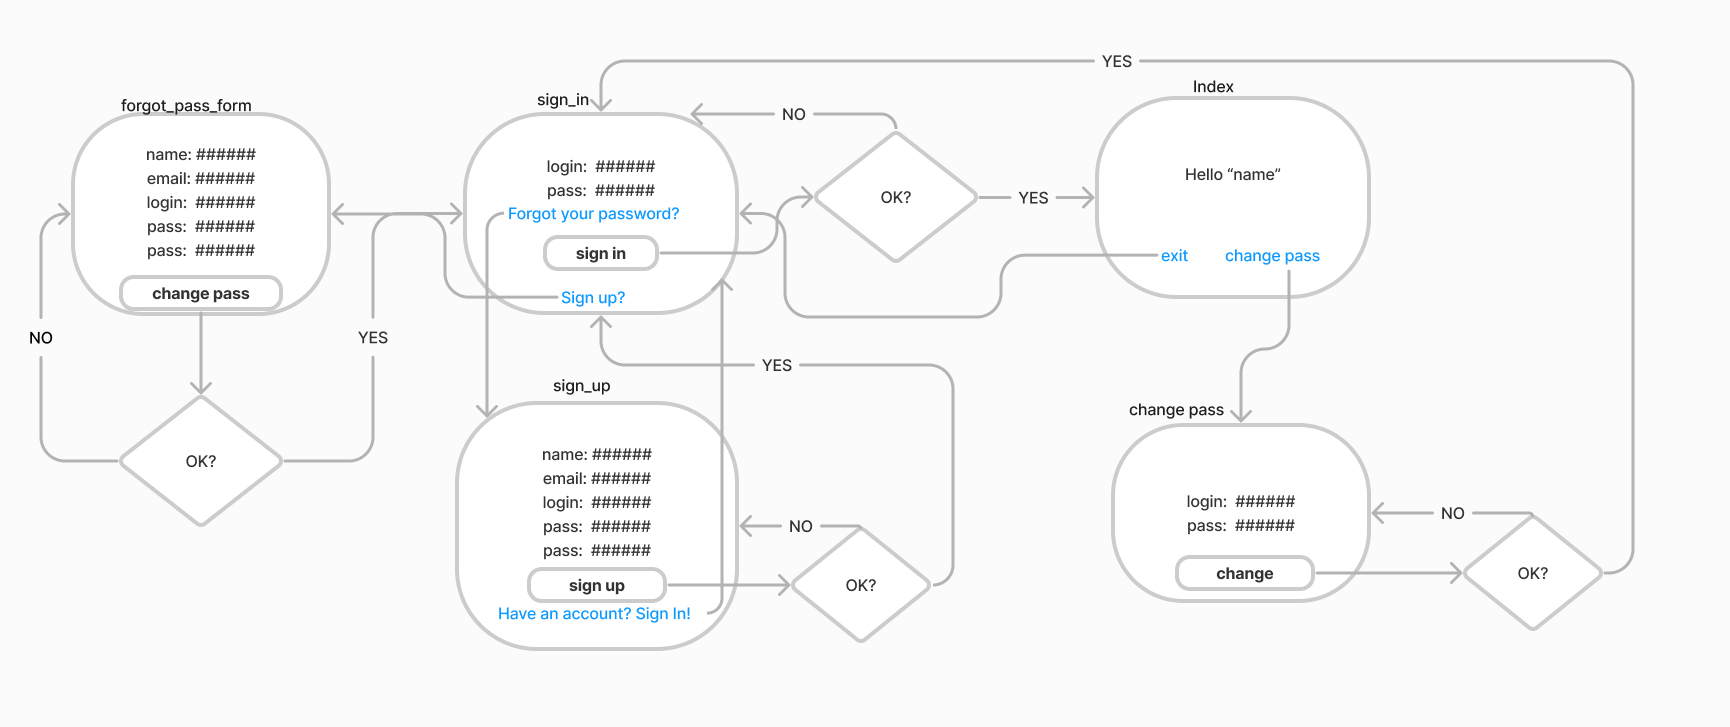 YES
Index
sign_in
forgot_pass_form
NO
name: ######
email: ######
login: ######
pass: ######
pass: ######
change pass
NO
YES
OK?
login: ######
pass: ######
Forgot your password?
sign in
Sign up?
OK?
YES
Hello “name”
exit
change pass
YES
sign_up
name: ######
email: ######
login: ######
pass: ######
pass: ######
sign up
Have an account? Sign In!
NO
OK?
change pass
login: ######
pass: ######
change
NO
OK?